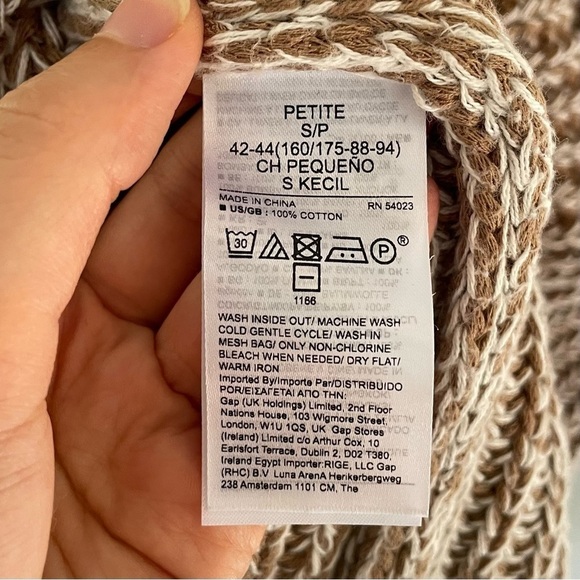 PETITE
S/P
42-44(160/175-88-94)
CH PEQUEÑO
S KECIL
MADE IN CHINA RN 54023
■ US/GB : 100% COTTON
30 P ®
1166
WASH INSIDE OUT/ MACHINE WASH
COLD GENTLE CYCLE/ WASH IN
MESH BAG/ ONLY NON-CHLORINE
BLEACH WHEN NEEDED/ DRY FLAT/
WARM IRON
Imported By/Importe Par/DISTRIBUIDO
POR/ΕΙΣΑΓΕΤΑΙ ΑΠΟ ΤΗΝ:
Gap (UK Holdings) Limited, 2nd Floor
Nations House, 103 Wigmore Street,
London, W1U 1QS, UK Gap Stores
(Ireland) Limited c/o Arthur Cox, 10
Earlsfort Terrace, Dublin 2, D02 T380,
Ireland Egypt Importer:RIGE, LLC Gap
(RHC) B.V Luna ArenA Herikerbergweg
238 Amsterdam 1101 CM, The